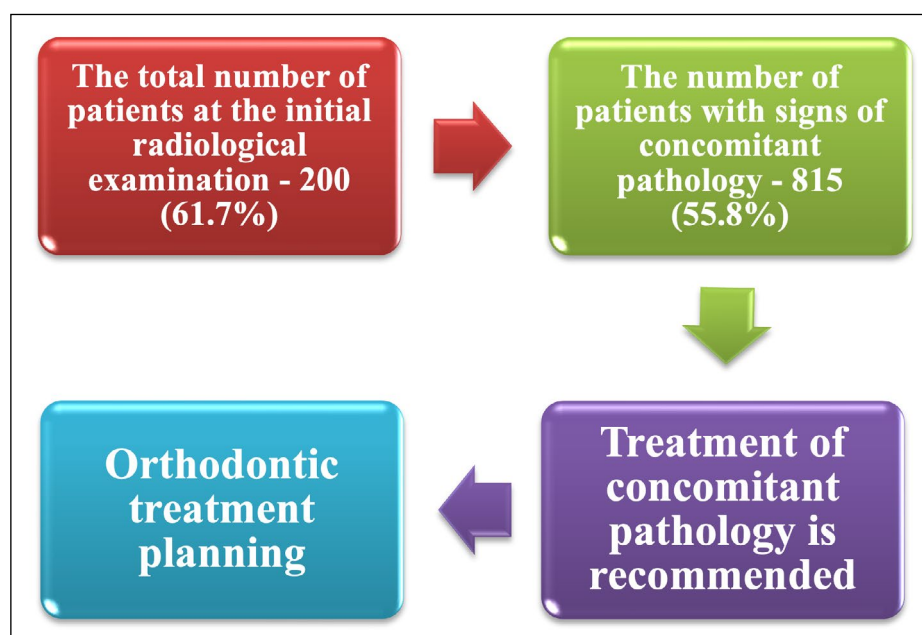 The total number of
patients at the initial
radiological
examination - 200
(61.7%)
The number of
patients with signs of
concomitant
pathology - 815
(55.8%)
Treatment of
concomitant
pathology is
recommended
Orthodontic
treatment
planning